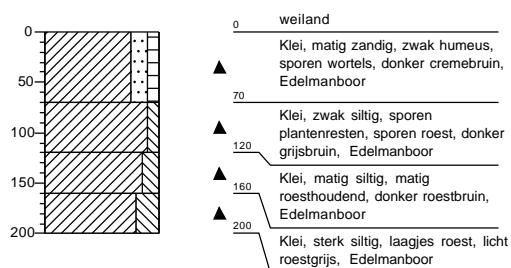 0
50
100
150
200
0
weiland
Klei, matig zandig, zwak humeus,
sporen wortels, donker cremebruin,
Edelmanboor
70
Klei, zwak siltig, sporen
plantenresten, sporen roest, donker
grijsbruin, Edelmanboor
120
Klei, matig siltig, matig
roesthoudend, donker roestbruin,
Edelmanboor
160
200
Klei, sterk siltig, laagjes roest, licht
roestgrijs, Edelmanboor